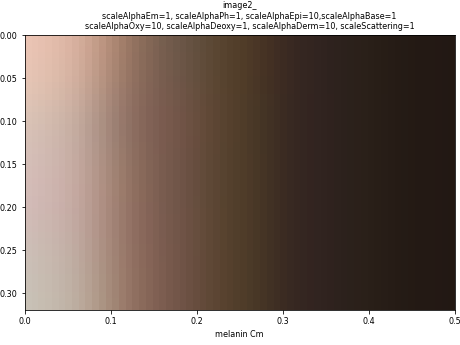 image2_
scaleAlphaEm=1, scaleAlphaPh=1, scaleAlphaEpi=10,scaleAlphaBase=1
scaleAlphaOxy=10, scaleAlphaDeoxy=1, scaleAlphaDerm=10, scaleScattering=1
0.00
0.05
0.10
0.15
0.20
0.25
0.30
0.0 0.1 0.2 0.3 0.4 0.5
melanin Cm